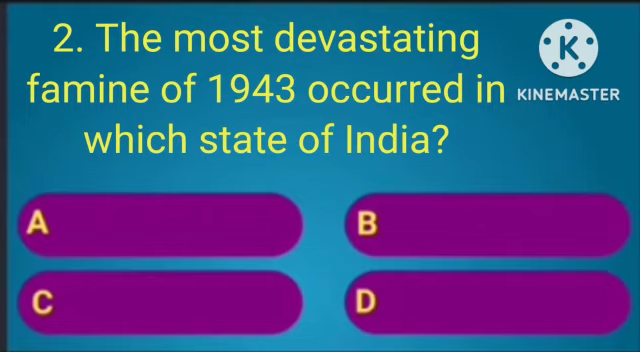 2. The most devastating
famine of 1943 occurred in
which state of India?
K
KINEMASTER
A
B
C
D